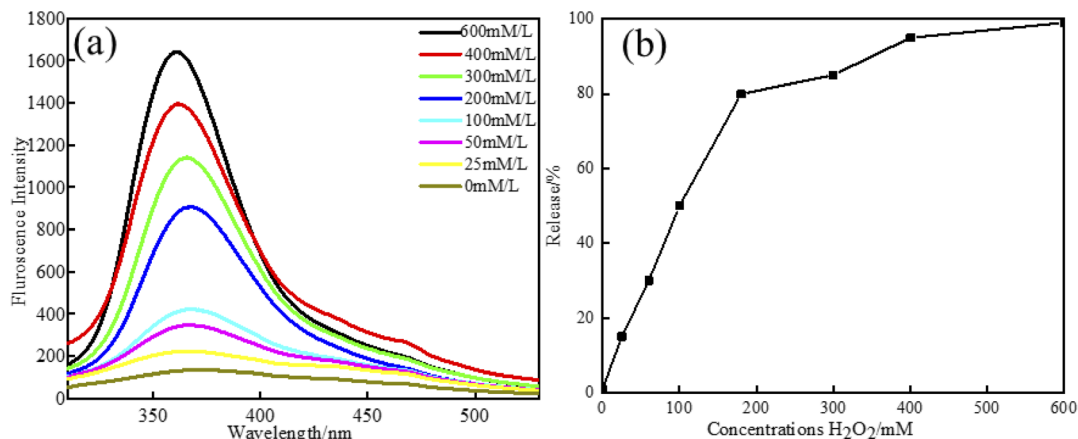 (a)
1800
1600
1400
1200
1000
800
600
400
200
0
Fluroscence Intensity
350
400
450
500
Wavelength/nm
600mM/L
400mM/L
300mM/L
200mM/L
100mM/L
50mM/L
25mM/L
0mM/L
(b)
100
80
60
40
20
0
Release/%
0
100
200
300
400
500
600
Concentrations H₂O₂/mM